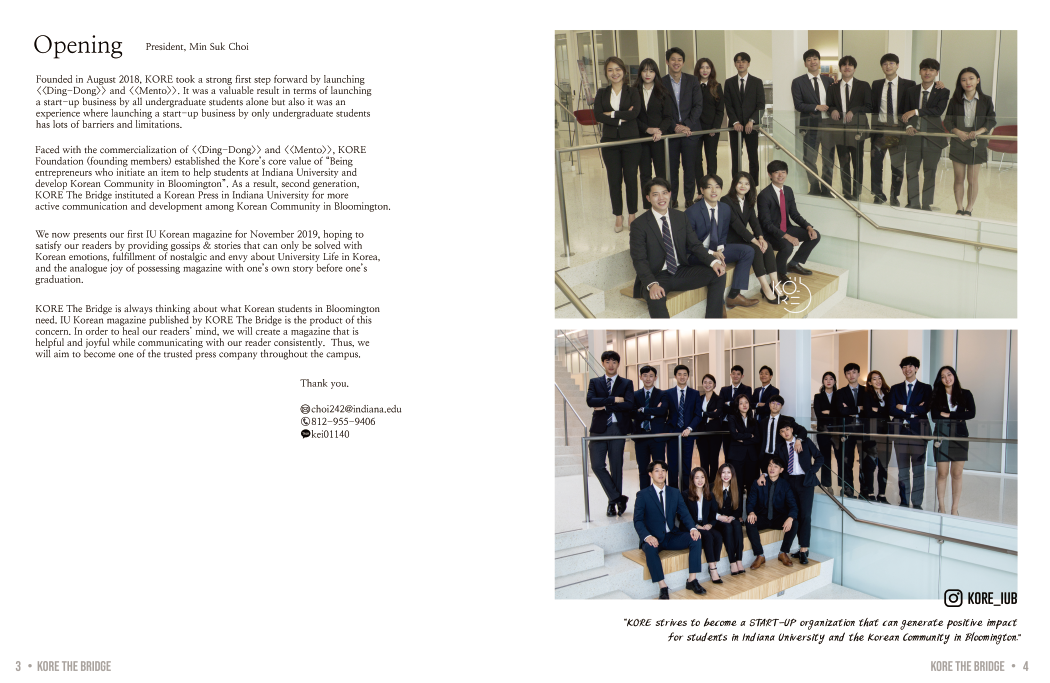 Opening
President, Min Suk Choi
Founded in August 2018, KORE took a strong first step forward by launching
〈〈Ding-Dong〉〉 and 〈〈Mento〉〉. It was a valuable result in terms of launching
a start-up business by all undergraduate students alone but also it was an
experience where launching a start-up business by only undergraduate students
has lots of barriers and limitations.
Faced with the commercialization of 〈〈Ding-Dong〉〉 and 〈〈Mento〉〉, KORE
Foundation (founding members) established the Kore's core value of "Being
entrepreneurs who initiate an item to help students at Indiana University and
develop Korean Community in Bloomington". As a result, second generation,
KORE The Bridge instituted a Korean Press in Indiana University for more
active communication and development among Korean Community in Bloomington.
We now presents our first IU Korean magazine for November 2019, hoping to
satisfy our readers by providing gossips & stories that can only be solved with
Korean emotions, fulfillment of nostalgic and envy about University Life in Korea,
and the analogue joy of possessing magazine with one's own story before one's
graduation.
KORE The Bridge is always thinking about what Korean students in Bloomington
need. IU Korean magazine published by KORE The Bridge is the product of this
concern. In order to heal our readers' mind, we will create a magazine that is
helpful and joyful while communicating with our reader consistently. Thus, we
will aim to become one of the trusted press company throughout the campus.
Thank you.
choi242@indiana.edu
812-955-9406
kei01140
3 • KORE THE BRIDGE
KO
RE
KORE_IUB
"KORE strives to become a START-UP organization that can generate positive impact
for students in Indiana University and the Korean Community in Bloomington."
KORE THE BRIDGE • 4